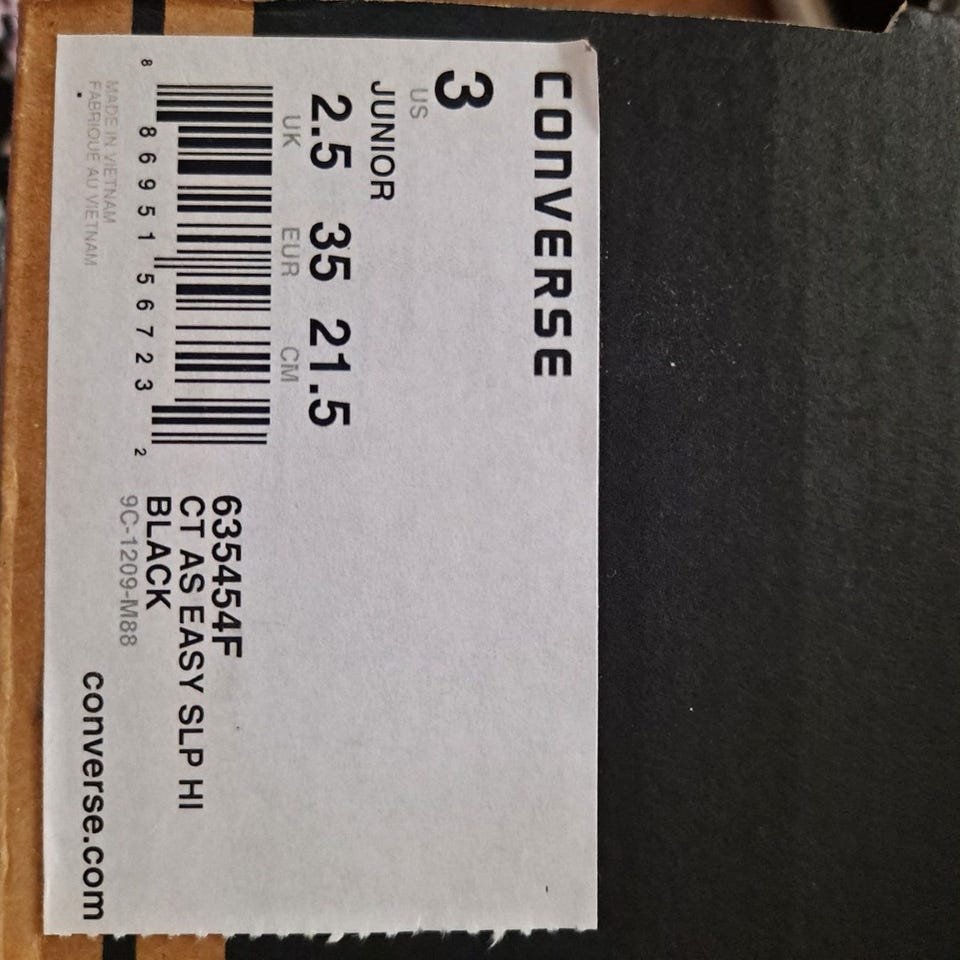 CONVERSE
US
3
JUNIOR
2.5 35 21.5
UK EUR CM
8 86951 56723 2
MADE IN VIETNAM
FABRIQUÉ AU VIETNAM
635454F
CT AS EASY SLP HI
BLACK
9C-1209-M88
converse.com